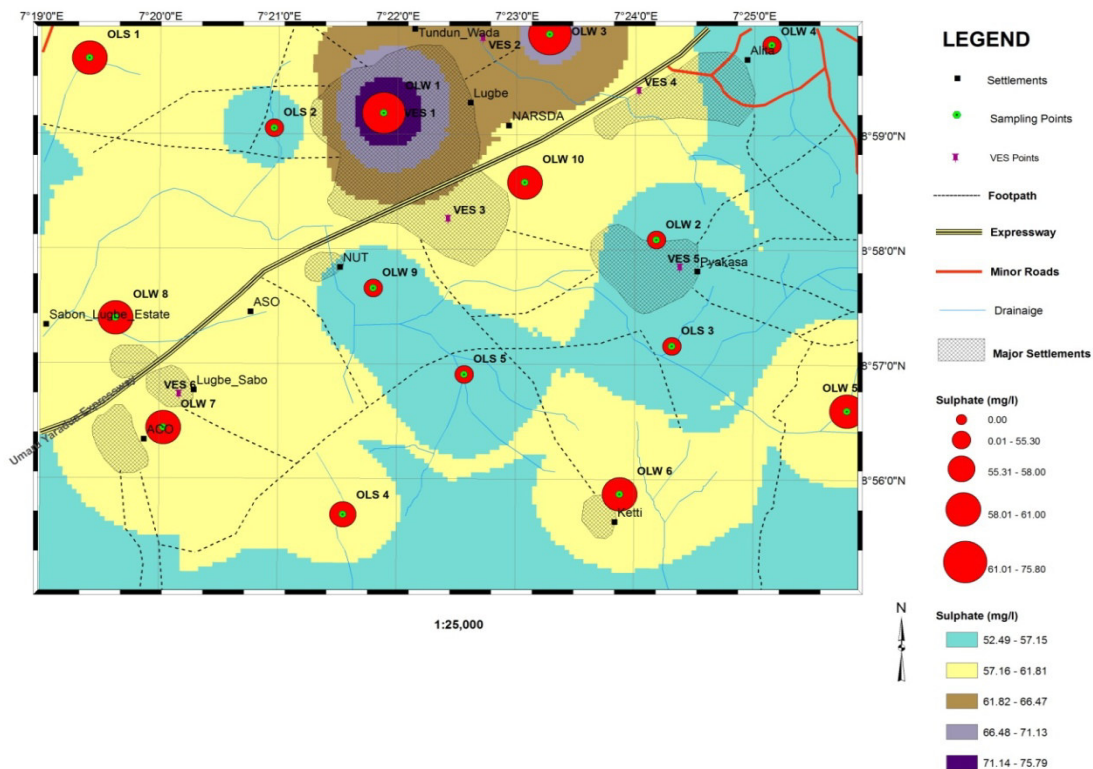 7°19'0"E 7°20'0"E 7°21'0"E 7°22'0"E 7°23'0"E 7°24'0"E 7°25'0"E
OLS 1
Tundun_Wada
VES 2
OLW 3
OLW 4
OLW 1
VES 1
Lugbe
VES 4
OLS 2
NARSDA
8°59'0"N
OLW 10
VES 3
OLW 2
8°58'0"N
NUT
VES 5
Pyakasa
OLW 9
OLW 8
Sabon_Lugbe_Estate
ASO
OLS 3
OLS 5
8°57'0"N
VES 6
Lugbe_Sabo
OLW 7
OLW 5
Umaru Yaradua Expressway
ACO
OLW 6
8°56'0"N
OLS 4
Ketti
1:25,000
N
LEGEND
Settlements
Sampling Points
VES Points
Footpath
Expressway
Minor Roads
Drainaige
Major Settlements
Sulphate (mg/l)
0.00
0.01 - 55.30
55.31 - 58.00
58.01 - 61.00
61.01 - 75.80
Sulphate (mg/l)
52.49 - 57.15
57.16 - 61.81
61.82 - 66.47
66.48 - 71.13
71.14 - 75.79